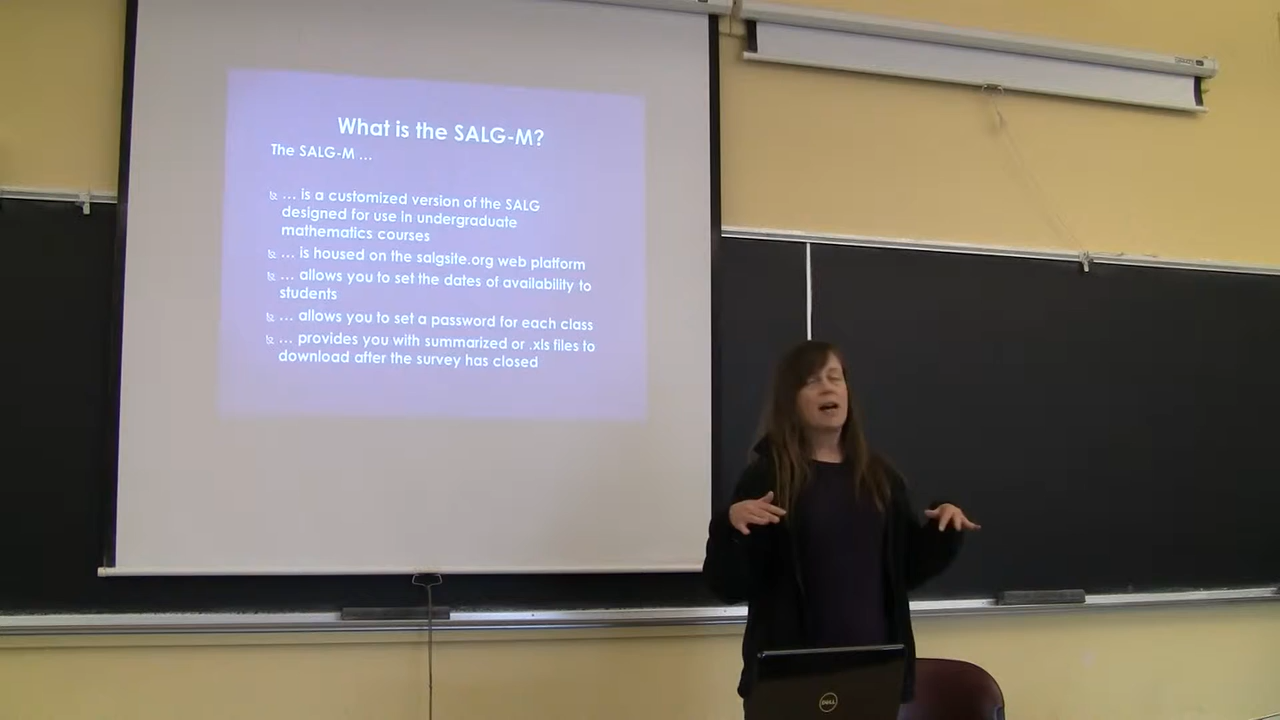 What is the SALG-M?
The SALG-M ...
... is a customized version of the SALG
designed for use in undergraduate
mathematics courses
... is housed on the salgsite.org web platform
... allows you to set the dates of availability to
students
... allows you to set a password for each class
... provides you with summarized or .xls files to
download after the survey has closed
DELL